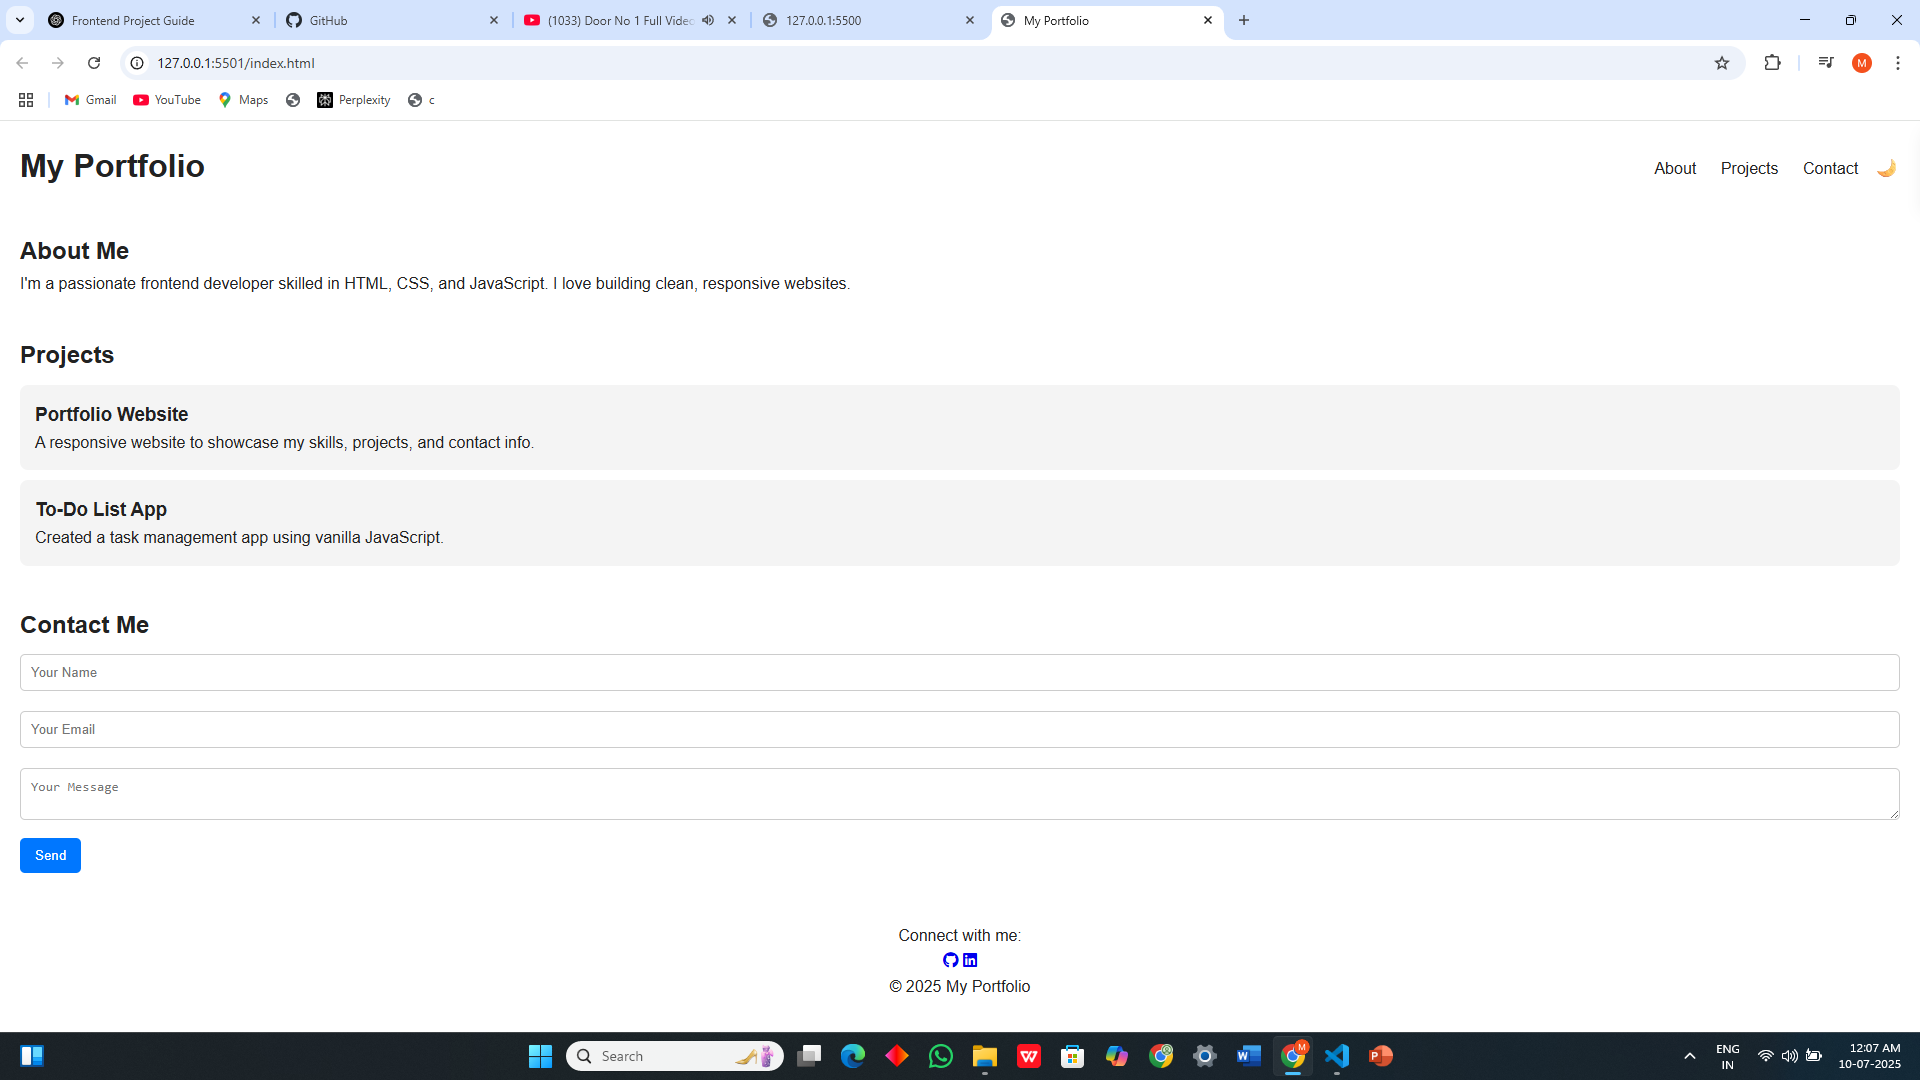 Frontend Project Guide
GitHub
(1033) Door No 1 Full Video
127.0.0.1:5500
My Portfolio
127.0.0.1:5501/index.html
M
Gmail
YouTube
Maps
Perplexity
c
My Portfolio
About
Projects
Contact
About Me
I'm a passionate frontend developer skilled in HTML, CSS, and JavaScript. I love building clean, responsive websites.
Projects
Portfolio Website
A responsive website to showcase my skills, projects, and contact info.
To-Do List App
Created a task management app using vanilla JavaScript.
Contact Me
Your Name
Your Email
Your Message
Send
Connect with me:
© 2025 My Portfolio
Search
ENG
IN
12:07 AM
10-07-2025